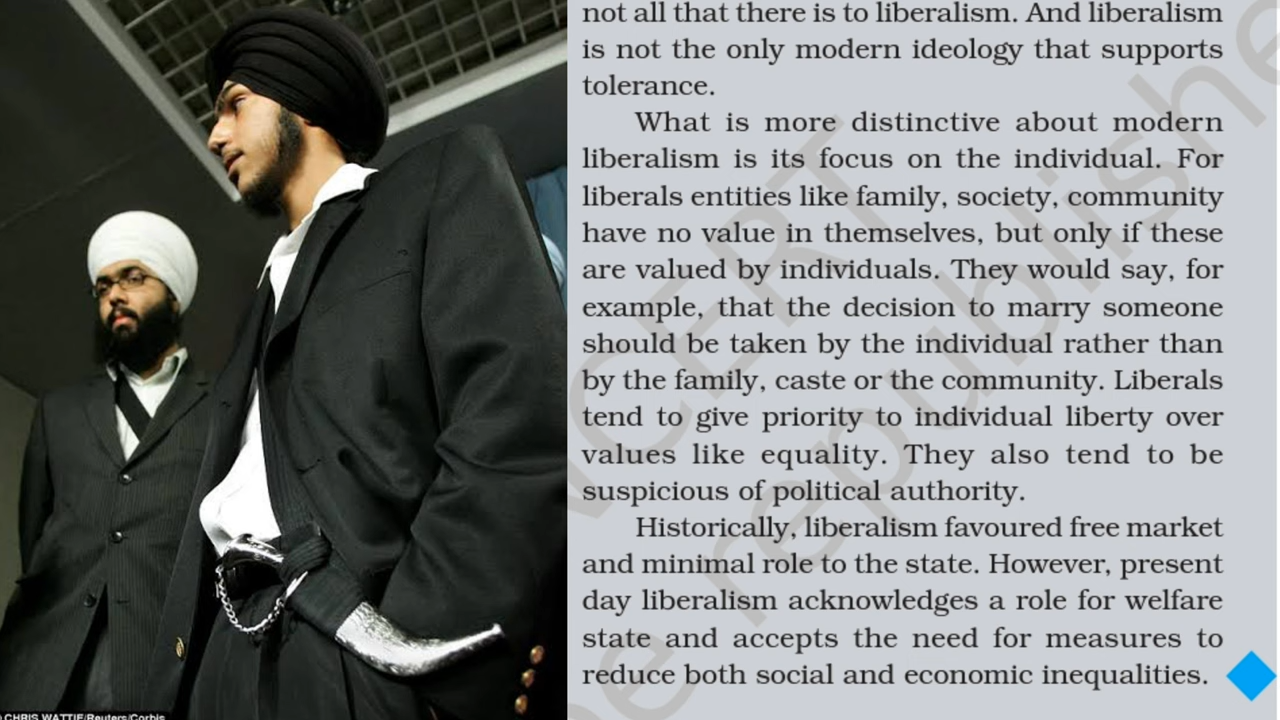 not all that there is to liberalism. And liberalism
is not the only modern ideology that supports
tolerance.
What is more distinctive about modern
liberalism is its focus on the individual. For
liberals entities like family, society, community
have no value in themselves, but only if these
are valued by individuals. They would say, for
example, that the decision to marry someone
should be taken by the individual rather than
by the family, caste or the community. Liberals
tend to give priority to individual liberty over
values like equality. They also tend to be
suspicious of political authority.
Historically, liberalism favoured free market
and minimal role to the state. However, present
day liberalism acknowledges a role for welfare
state and accepts the need for measures to
reduce both social and economic inequalities.
© CHRIS WATTIE/Reuters/Corbis